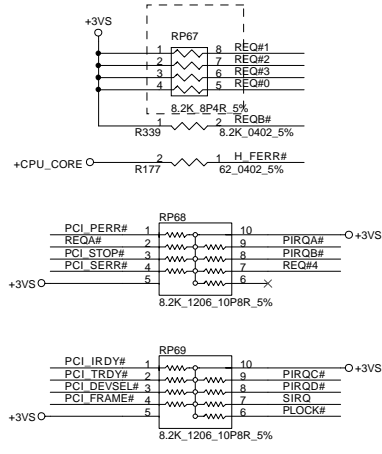 +3VS
RP67
1 8 REQ#1
2 7 REQ#2
3 6 REQ#3
4 5 REQ#0
8.2K_8P4R_5%
1 2 REQB#
R339 8.2K_0402_5%
+CPU_CORE 2 1 H_FERR#
R177 62_0402_5%
RP68
PCI_PERR# 1 10 +3VS
REQA# 2 9 PIRQA#
PCI_STOP# 3 8 PIRQB#
PCI_SERR# 4 7 REQ#4
+3VS 5 6
8.2K_1206_10P8R_5%
RP69
PCI_IRDY# 1 10 +3VS
PCI_TRDY# 2 9 PIRQC#
PCI_DEVSEL# 3 8 PIRQD#
PCI_FRAME# 4 7 SIRQ
+3VS 5 6 PLOCK#
8.2K_1206_10P8R_5%